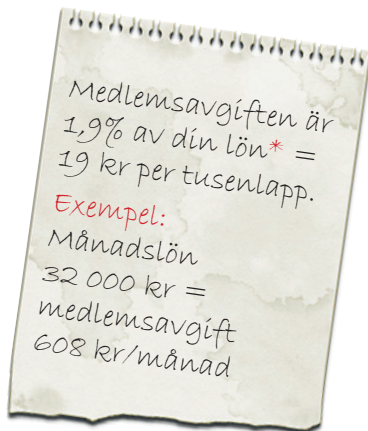 Medlemsavgiften är
1,9% av din lön* =
19 kr per tusenlapp.
Exempel:
Månadslön
32 000 kr =
medlemsavgift
608 kr/månad